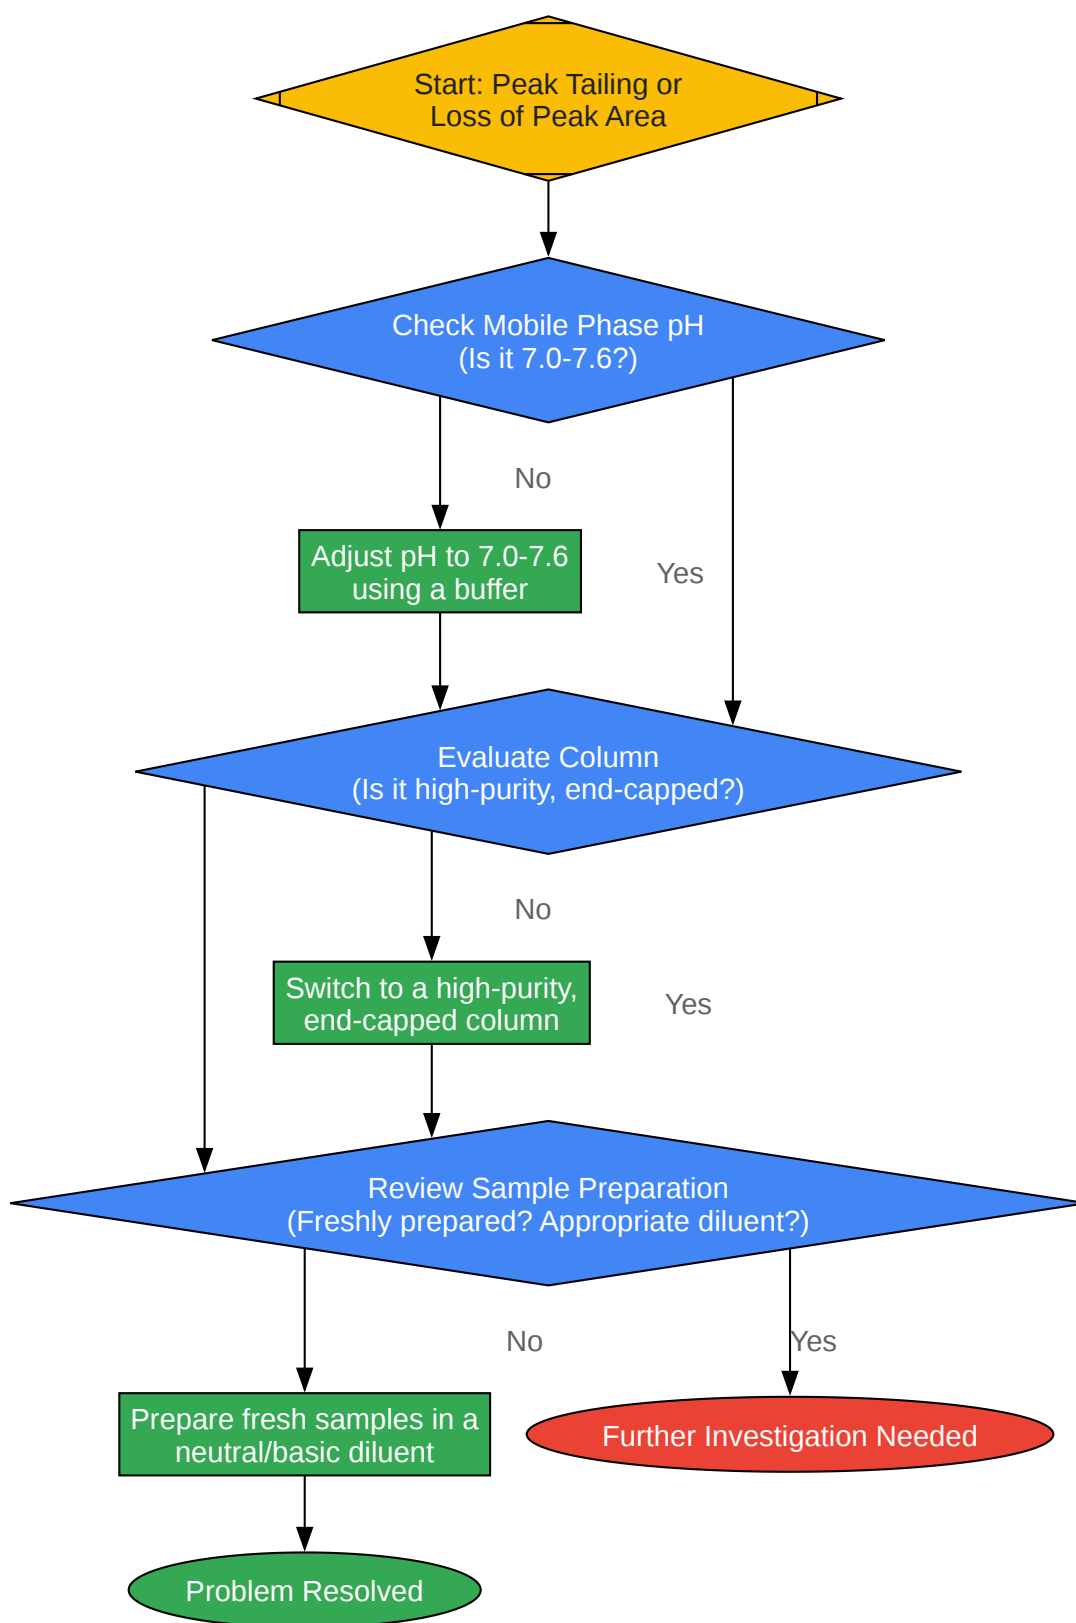 Start: Peak Tailing or
Loss of Peak Area
Check Mobile Phase pH
(Is it 7.0-7.6?)
No
Adjust pH to 7.0-7.6
using a buffer
Yes
Evaluate Column
(Is it high-purity, end-capped?)
No
Switch to a high-purity,
end-capped column
Yes
Review Sample Preparation
(Freshly prepared? Appropriate diluent?)
No
Yes
Prepare fresh samples in a
neutral/basic diluent
Further Investigation Needed
Problem Resolved